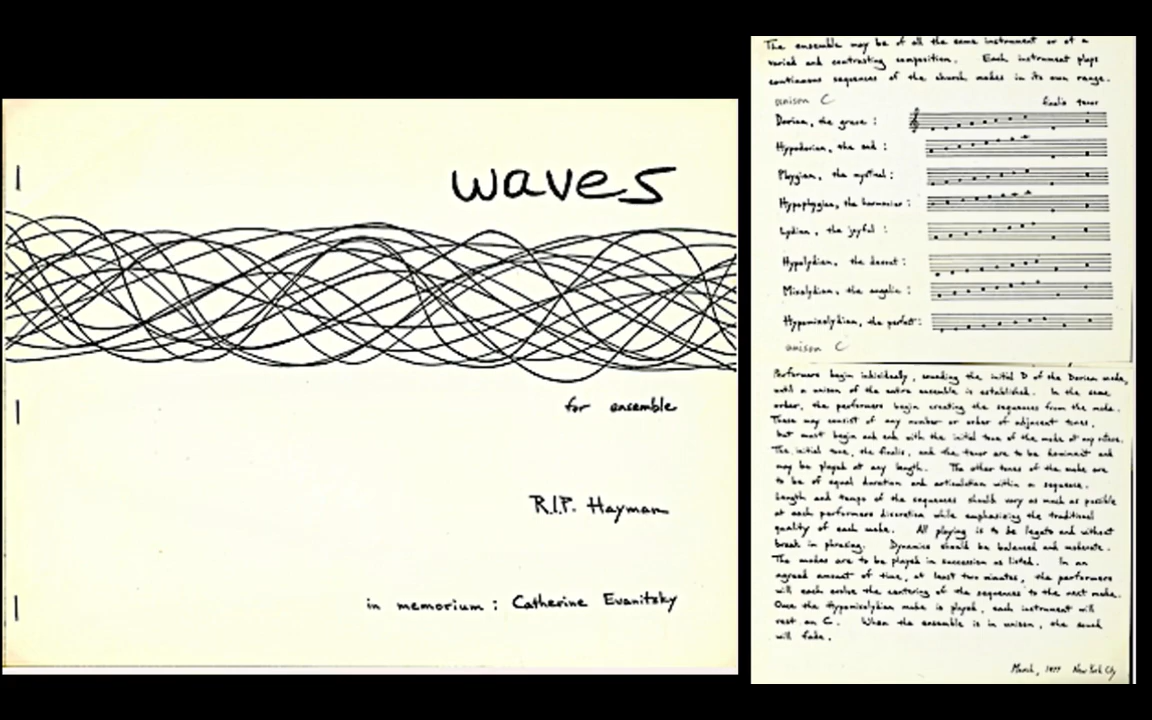 waves
for ensemble
R.I.P. Hayman
in memorium : Catherine Evanitsky
The ensemble may be of all the same instrument or of a
varied and contrasting composition. Each instrument plays
continuous sequences of the church modes in its own range.
unison C
finalis tenor
Dorian, the grave :
Hypodorian, the sad :
Phygian, the mystical :
Hypophygian, the harmonious :
Lydian, the joyful :
Hypolydian, the devout :
Mixolydian, the angelic :
Hypomixolydian, the perfect :
unison C
Performers begin individually, sounding the initial D of the Dorian mode,
until a unison of the entire ensemble is established. In the same
order, the performers begin creating the sequences from the mode.
These may consist of any number or order of adjacent tones,
but must begin and end with the initial tone of the mode at any octave.
The initial tone, the finalis, and the tenor are to be dominant and
may be played at any length. The other tones of the mode are
to be of equal duration and articulation within a sequence.
Length and tempo of the sequences should vary as much as possible
at each performers discretion while emphasizing the traditional
quality of each mode. All playing is to be legato and without
break in phrasing. Dynamics should be balanced and moderate.
The modes are to be played in succession as listed. In an
agreed amount of time, at least two minutes, the performers
will each evolve the centering of the sequences to the next mode.
Once the Hypomixolydian mode is played, each instrument will
rest on C. When the ensemble is in unison, the sound
will fade.
March, 1977 New York City